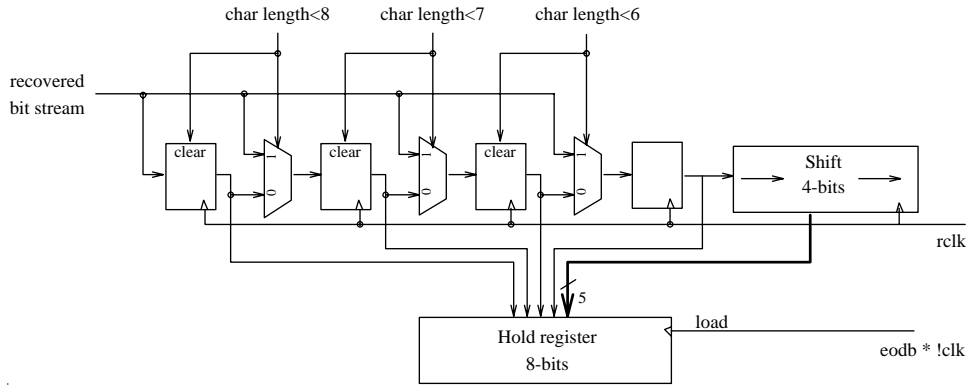 char length<8
char length<7
char length<6
recovered
bit stream
clear
clear
clear
1
0
1
0
1
0
Shift
4-bits
rclk
5
load
Hold register
8-bits
eodb * !clk